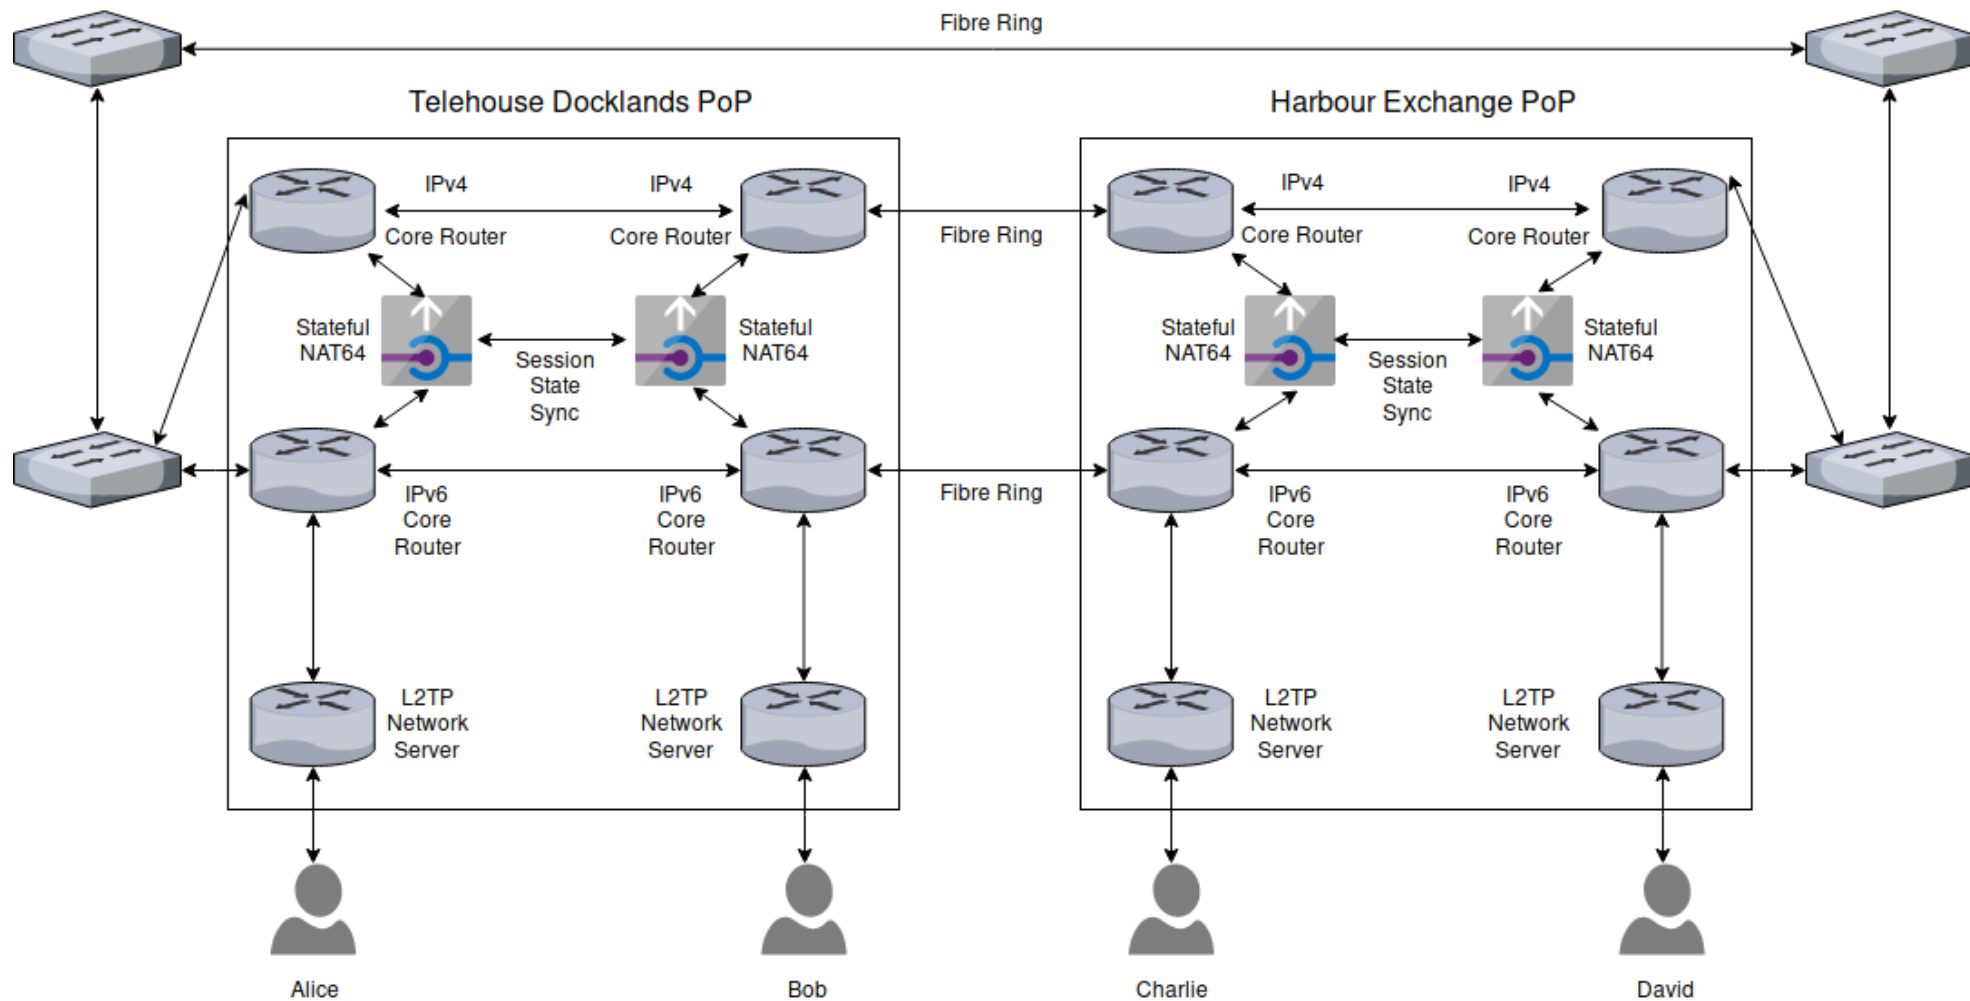 Fibre Ring
Telehouse Docklands PoP
Harbour Exchange PoP
IPv4
Core Router
IPv4
Core Router
Fibre Ring
IPv4
Core Router
IPv4
Core Router
Stateful
NAT64
Session
State
Sync
Stateful
NAT64
Stateful
NAT64
Session
State
Sync
Stateful
NAT64
IPv6
Core
Router
IPv6
Core
Router
Fibre Ring
IPv6
Core
Router
IPv6
Core
Router
L2TP
Network
Server
L2TP
Network
Server
L2TP
Network
Server
L2TP
Network
Server
Alice
Bob
Charlie
David